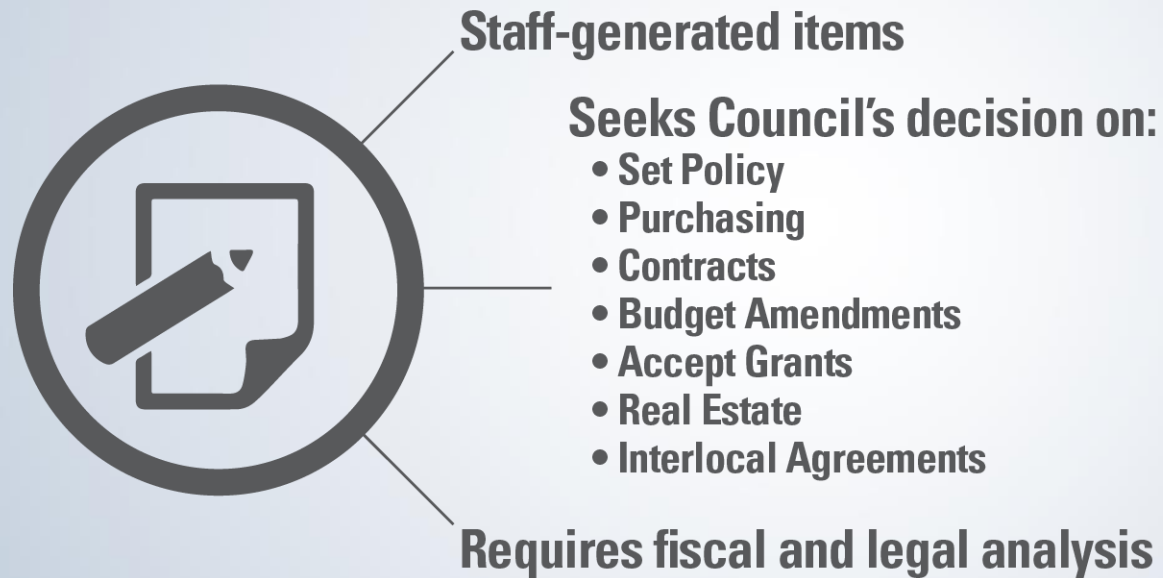 Staff-generated items
Seeks Council's decision on:
• Set Policy
• Purchasing
• Contracts
• Budget Amendments
• Accept Grants
• Real Estate
• Interlocal Agreements
Requires fiscal and legal analysis